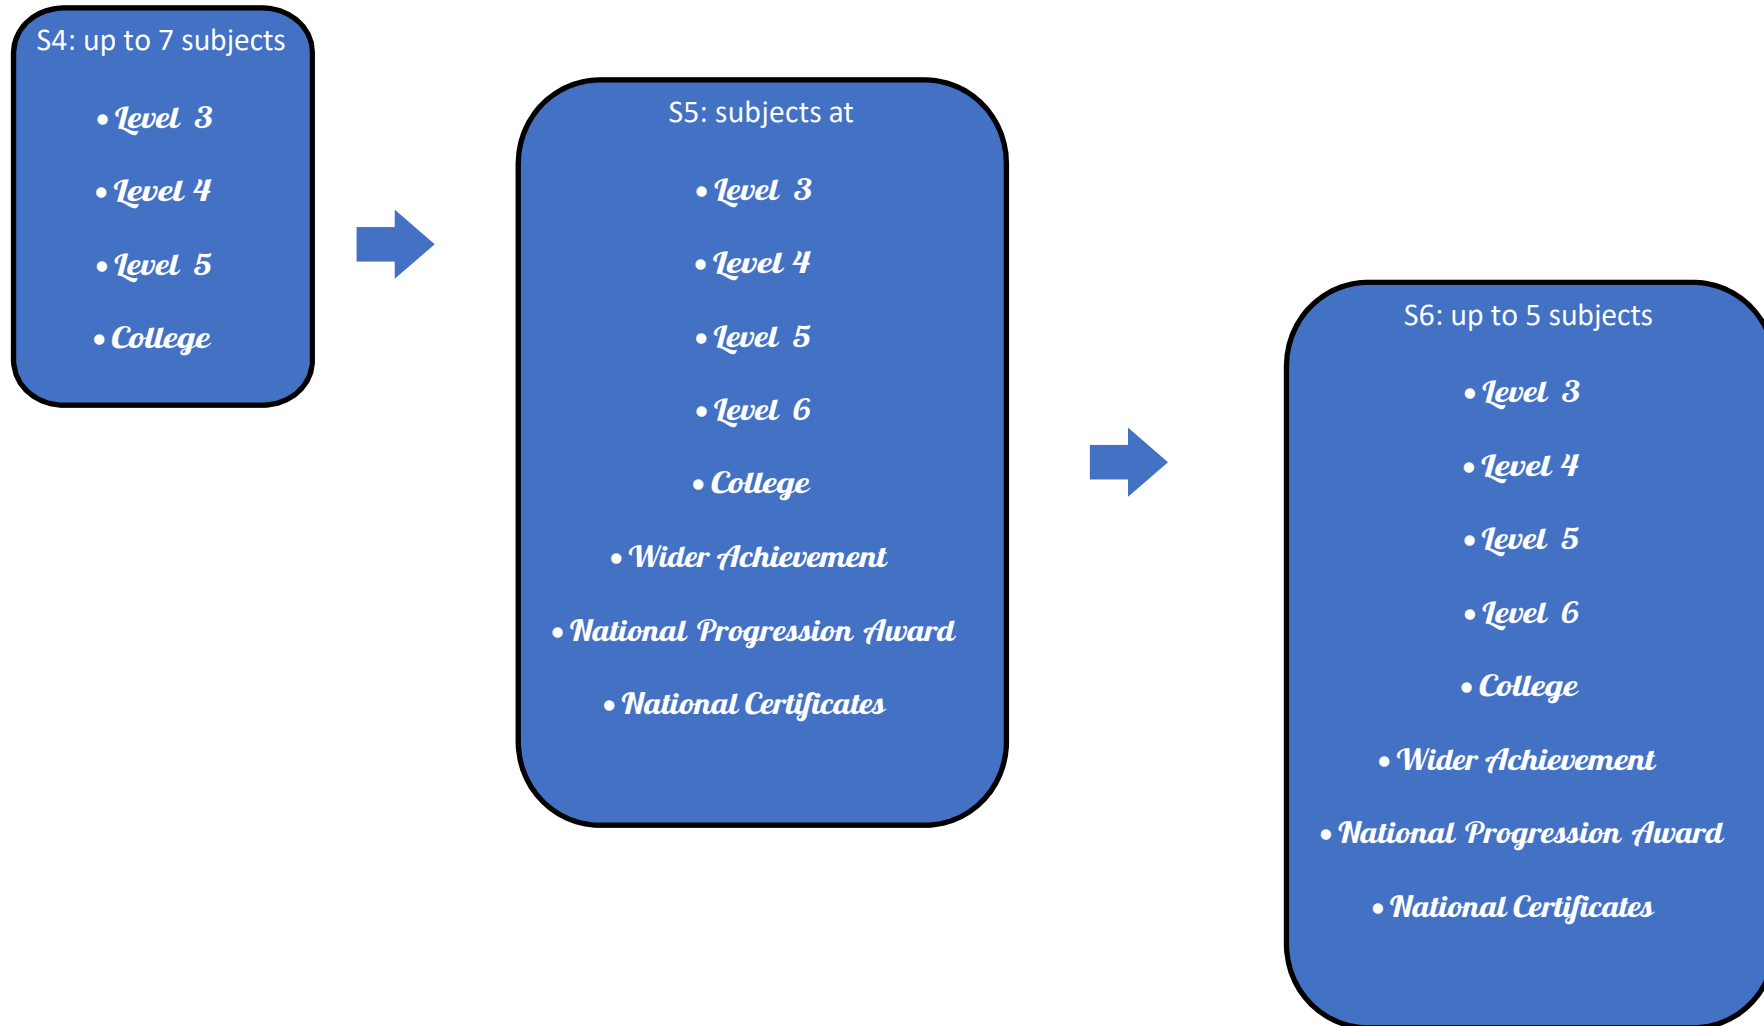 S4: up to 7 subjects
• Level 3
• Level 4
• Level 5
• College
S5: subjects at
• Level 3
• Level 4
• Level 5
• Level 6
• College
• Wider Achievement
• National Progression Award
• National Certificates
S6: up to 5 subjects
• Level 3
• Level 4
• Level 5
• Level 6
• College
• Wider Achievement
• National Progression Award
• National Certificates